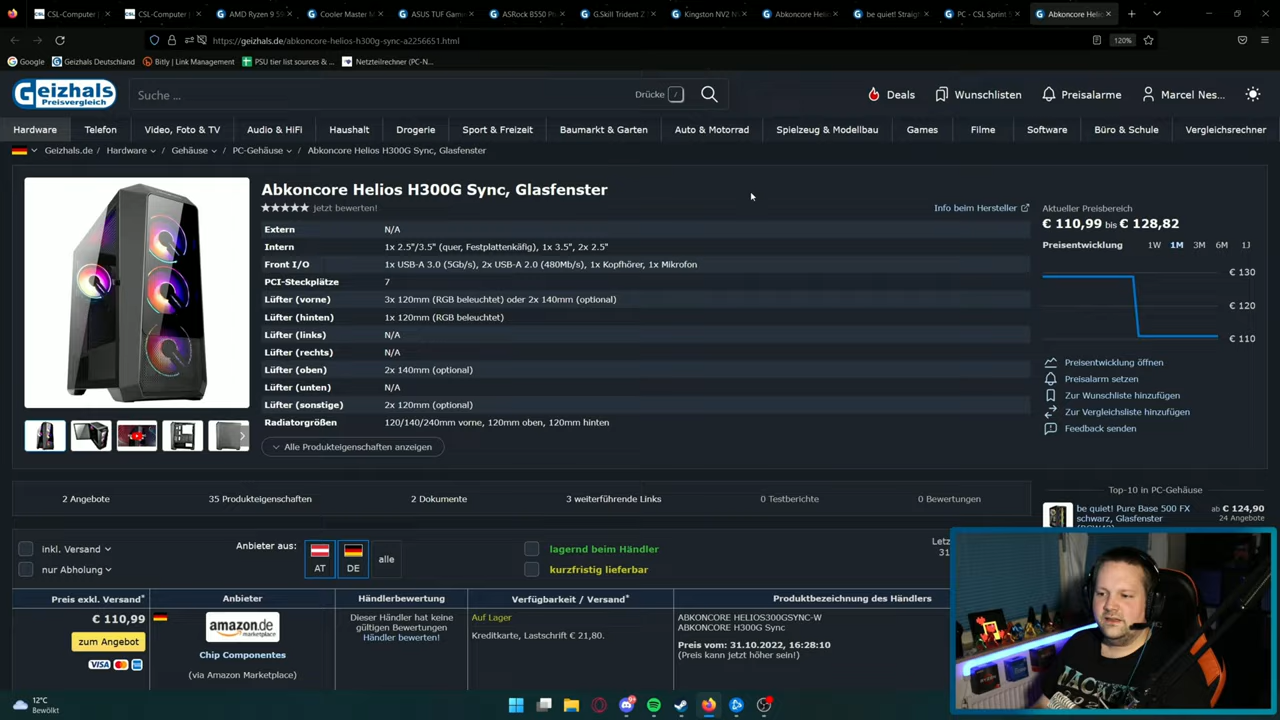 CSL-Computer |
CSL-Computer |
AMD Ryzen 9 59
Cooler Master M
ASUS TUF Gami
ASRock B550 P
G.Skill Trident Z
Kingston NV2 N
Abkoncore Heli
be quiet! Straig
PC - CSL Sprint
Abkoncore Heli
https://geizhals.de/abkoncore-helios-h300g-sync-a2256651.html
120%
Google
Geizhals Deutschland
Bitly | Link Management
PSU tier list sources & ...
Netzteilrechner (PC-N...
Geizhals
Preisvergleich
Suche ...
Drücke /
Deals
Wunschlisten
Preisalarme
Marcel Nes...
Hardware
Telefon
Video, Foto & TV
Audio & HiFi
Haushalt
Drogerie
Sport & Freizeit
Baumarkt & Garten
Auto & Motorrad
Spielzeug & Modellbau
Games
Filme
Software
Büro & Schule
Vergleichsrechner
Geizhals.de / Hardware / Gehäuse / PC-Gehäuse / Abkoncore Helios H300G Sync, Glasfenster
Abkoncore Helios H300G Sync, Glasfenster
jetzt bewerten!
Info beim Hersteller
Extern N/A
Intern 1x 2.5"/3.5" (quer, Festplattenkäfig), 1x 3.5", 2x 2.5"
Front I/O 1x USB-A 3.0 (5Gb/s), 2x USB-A 2.0 (480Mb/s), 1x Kopfhörer, 1x Mikrofon
PCI-Steckplätze 7
Lüfter (vorne) 3x 120mm (RGB beleuchtet) oder 2x 140mm (optional)
Lüfter (hinten) 1x 120mm (RGB beleuchtet)
Lüfter (links) N/A
Lüfter (rechts) N/A
Lüfter (oben) 2x 140mm (optional)
Lüfter (unten) N/A
Lüfter (sonstige) 2x 120mm (optional)
Radiatorgrößen 120/140/240mm vorne, 120mm oben, 120mm hinten
Alle Produkteigenschaften anzeigen
Aktueller Preisbereich
€ 110,99 bis € 128,82
Preisentwicklung 1W 1M 3M 6M 1J
€ 130
€ 120
€ 110
Preisentwicklung öffnen
Preisalarm setzen
Zur Wunschliste hinzufügen
Zur Vergleichsliste hinzufügen
Feedback senden
2 Angebote
35 Produkteigenschaften
2 Dokumente
3 weiterführende Links
0 Testberichte
0 Bewertungen
Top-10 in PC-Gehäuse
be quiet! Pure Base 500 FX
schwarz, Glasfenster
ab € 124,90
24 Angebote
inkl. Versand
nur Abholung
Anbieter aus:
AT
DE
alle
lagernd beim Händler
kurzfristig lieferbar
Letz
31
Preis exkl. Versand*
Anbieter
Händlerbewertung
Verfügbarkeit / Versand*
Produktbezeichnung des Händlers
€ 110,99
zum Angebot
VISA
amazon.de
marketplace
Chip Componentes
(via Amazon Marketplace)
Dieser Händler hat keine
gültigen Bewertungen
Händler bewerten!
Auf Lager
Kreditkarte, Lastschrift € 21,80.
ABKONCORE HELIOS300GSYNC-W
ABKONCORE H300G Sync
Preis vom: 31.10.2022, 16:28:10
(Preis kann jetzt höher sein!)
12°C
Bewölkt